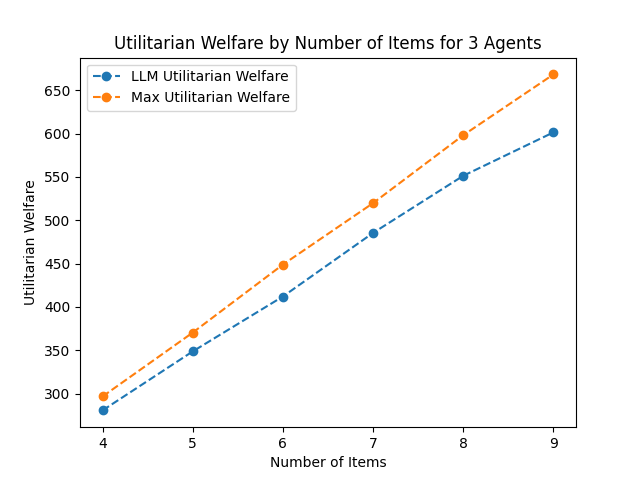 Utilitarian Welfare by Number of Items for 3 Agents
LLM Utilitarian Welfare
Max Utilitarian Welfare
Utilitarian Welfare
650
600
550
500
450
400
350
300
4 5 6 7 8 9
Number of Items